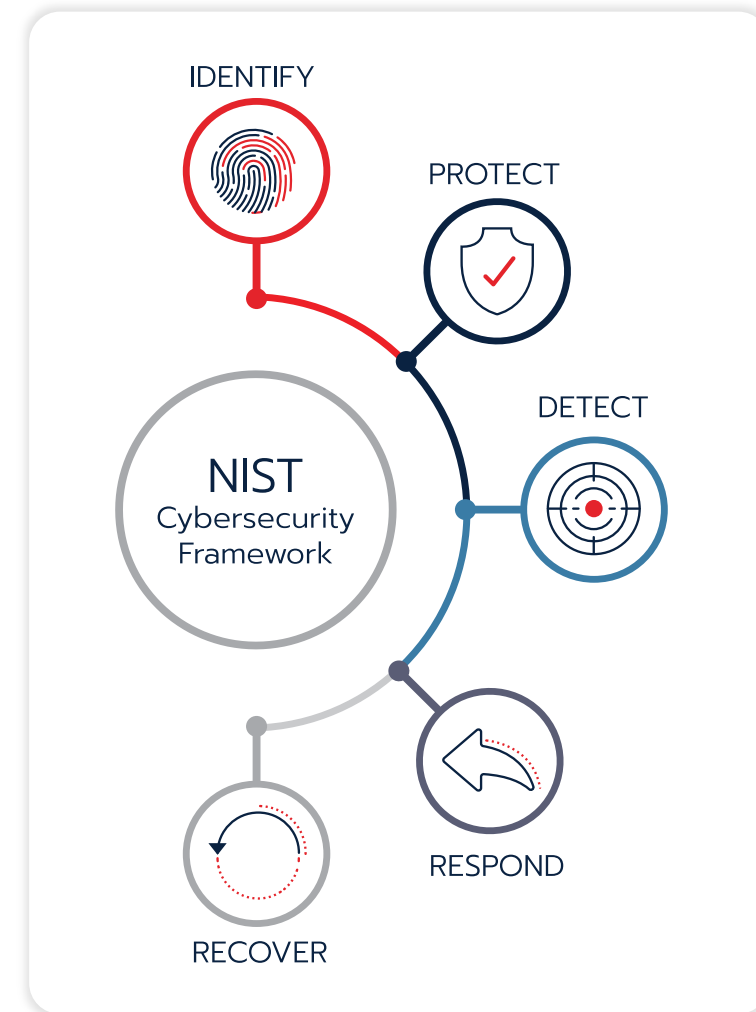 IDENTIFY
PROTECT
DETECT
NIST
Cybersecurity
Framework
RESPOND
RECOVER